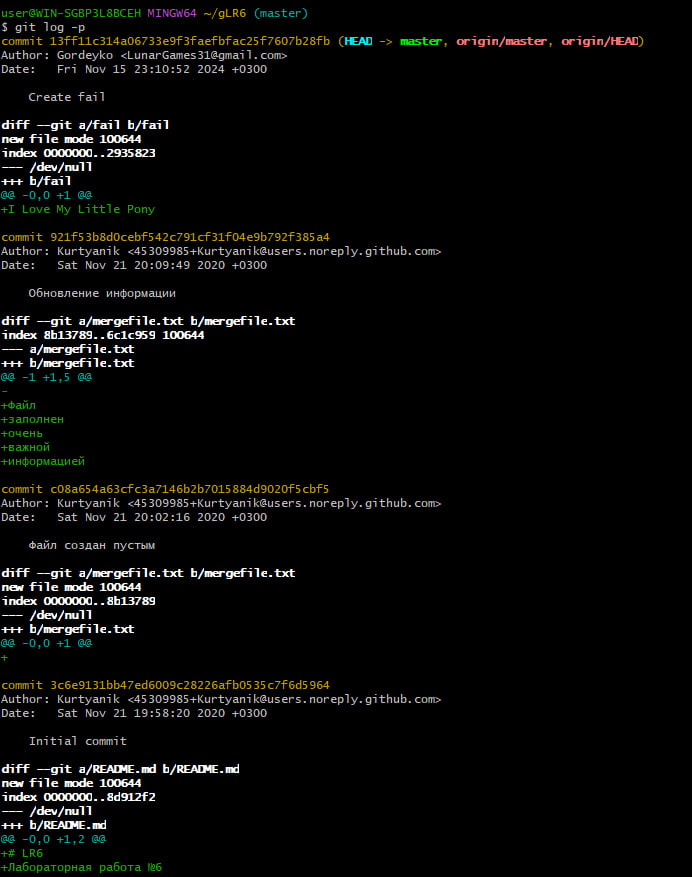 user@WIN-SGBP3L8BCEH MINGW64 ~/gLR6 (master)
$ git log -p
commit 13ff11c314a06733e9f3faefbfac25f7607b28fb (HEAD -> master, origin/master, origin/HEAD)
Author: Gordeyko <LunarGames31@gmail.com>
Date:   Fri Nov 15 23:10:52 2024 +0300

    Create fail

diff --git a/fail b/fail
new file mode 100644
index 0000000..2935823
--- /dev/null
+++ b/fail
@@ -0,0 +1 @@
+I Love My Little Pony

commit 921f53b8d0cebf542c791cf31f04e9b792f385a4
Author: Kurtyanik <45309985+Kurtyanik@users.noreply.github.com>
Date:   Sat Nov 21 20:09:49 2020 +0300

    Обновление информации

diff --git a/mergefile.txt b/mergefile.txt
index 8b13789..6c1c959 100644
--- a/mergefile.txt
+++ b/mergefile.txt
@@ -1 +1,5 @@
-
+Файл
+заполнен
+очень
+важной
+информацией

commit c08a654a63cfc3a7146b2b7015884d9020f5cbf5
Author: Kurtyanik <45309985+Kurtyanik@users.noreply.github.com>
Date:   Sat Nov 21 20:02:16 2020 +0300

    Файл создан пустым

diff --git a/mergefile.txt b/mergefile.txt
new file mode 100644
index 0000000..8b13789
--- /dev/null
+++ b/mergefile.txt
@@ -0,0 +1 @@
+

commit 3c6e9131bb47ed6009c28226afb0535c7f6d5964
Author: Kurtyanik <45309985+Kurtyanik@users.noreply.github.com>
Date:   Sat Nov 21 19:58:20 2020 +0300

    Initial commit

diff --git a/README.md b/README.md
new file mode 100644
index 0000000..8d912f2
--- /dev/null
+++ b/README.md
@@ -0,0 +1,2 @@
+# LR6
+Лабораторная работа №6